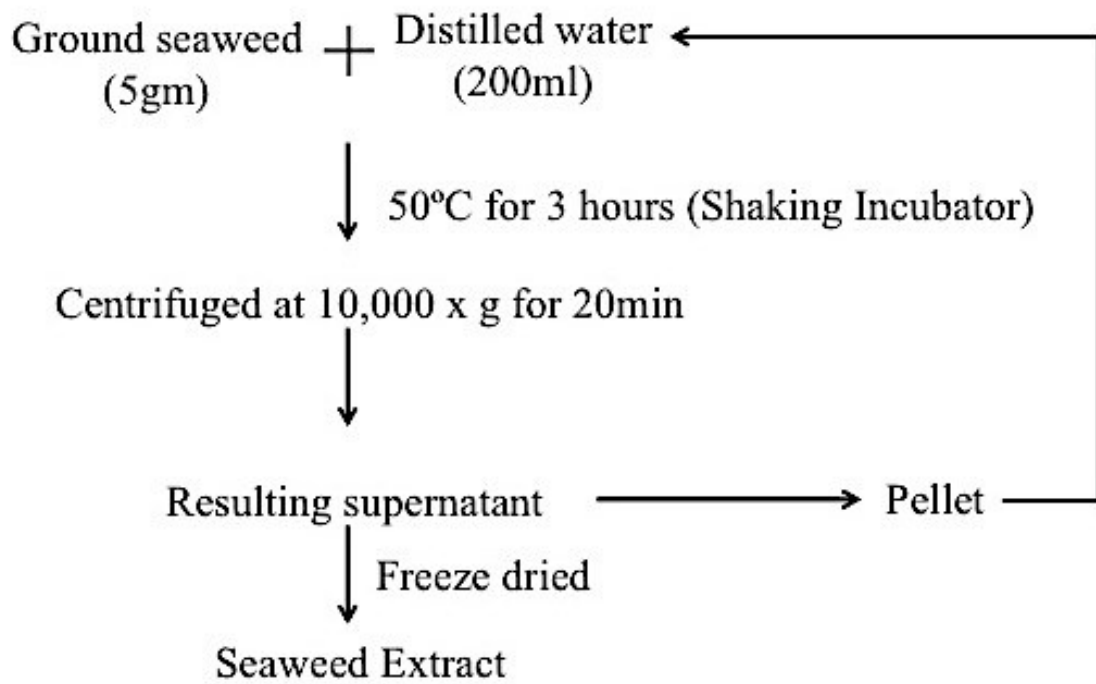 Ground seaweed + Distilled water
(5gm) (200ml)
50ºC for 3 hours (Shaking Incubator)
Centrifuged at 10,000 x g for 20min
Resulting supernatant Pellet
Freeze dried
Seaweed Extract